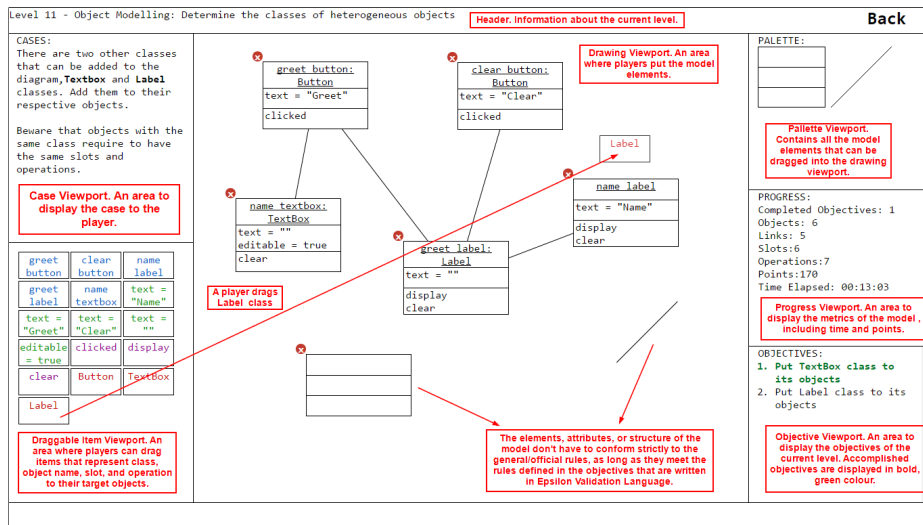 Level 11 - Object Modelling: Determine the classes of heterogeneous objects
Header. Information about the current level.
Back
CASES:
There are two other classes
that can be added to the
diagram,Textbox and Label
classes. Add them to their
respective objects.
Beware that objects with the
same class require to have
the same slots and
operations.
Case Viewport. An area to
display the case to the
player.
greet
button
clear
button
name
label
greet
label
name
textbox
text =
"Name"
text =
"Greet"
text =
"Clear"
text =
""
editable
= true
clicked
display
clear
Button
TextBox
Label
Draggable Item Viewport. An
area where players can drag
items that represent class,
object name, slot, and operation
to their target objects.
x
greet button:
Button
text = "Greet"
clicked
x
clear button:
Button
text = "Clear"
clicked
Drawing Viewport. An area
where players put the model
elements.
Label
x
name textbox:
TextBox
text = ""
editable = true
clear
x
greet label:
Label
text = ""
display
clear
x
name label
text = "Name"
display
clear
A player drags
Label class
x
The elements, attributes, or structure of the
model don't have to conform strictly to the
general/official rules, as long as they meet the
rules defined in the objectives that are written
in Epsilon Validation Language.
PALETTE:
Pallette Viewport.
Contains all the model
elements that can be
dragged into the drawing
viewport.
PROGRESS:
Completed Objectives: 1
Objects: 6
Links: 5
Slots:6
Operations:7
Points:170
Time Elapsed: 00:13:03
Progress Viewport. An area to
display the metrics of the model ,
including time and points.
OBJECTIVES:
1. Put TextBox class to
its objects
2. Put Label class to its
objects
Objective Viewport. An area to
display the objectives of the
current level. Accomplished
objectives are displayed in bold,
green colour.